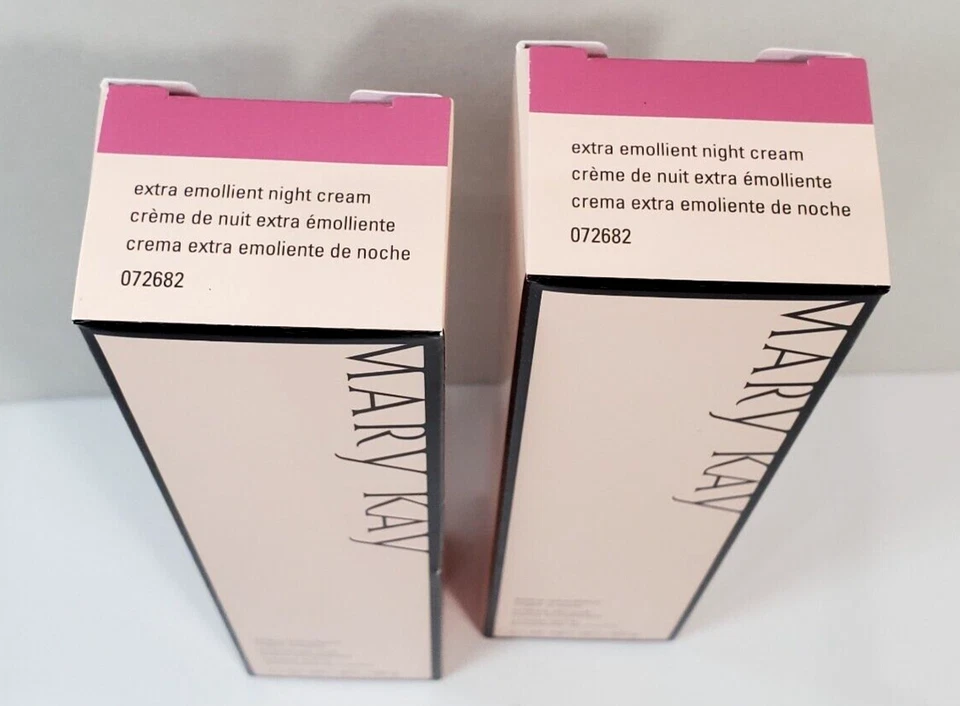 extra emollient night cream
crème de nuit extra émolliente
crema extra emoliente de noche
072682
MARY KAY
extra emollient night cream
crème de nuit extra émolliente
crema extra emoliente de noche
072682
MARY KAY